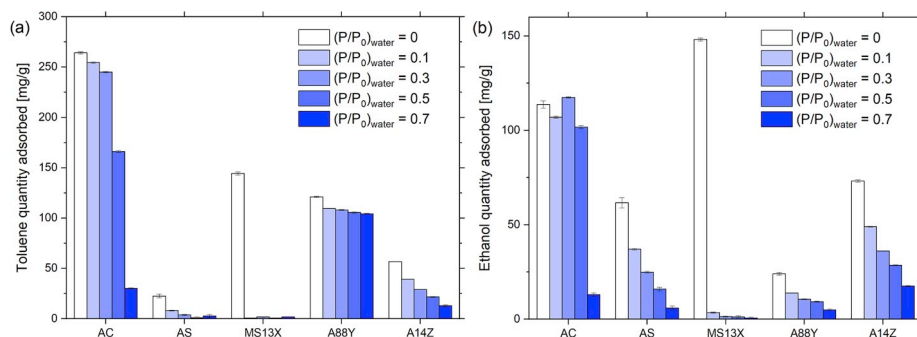 (a)
Toluene quantity adsorbed [mg/g]
300
250
200
150
100
50
0
(P/P0)water = 0
(P/P0)water = 0.1
(P/P0)water = 0.3
(P/P0)water = 0.5
(P/P0)water = 0.7
AC AS MS13X A88Y A14Z
(b)
Ethanol quantity adsorbed [mg/g]
150
100
50
0
(P/P0)water = 0
(P/P0)water = 0.1
(P/P0)water = 0.3
(P/P0)water = 0.5
(P/P0)water = 0.7
AC AS MS13X A88Y A14Z